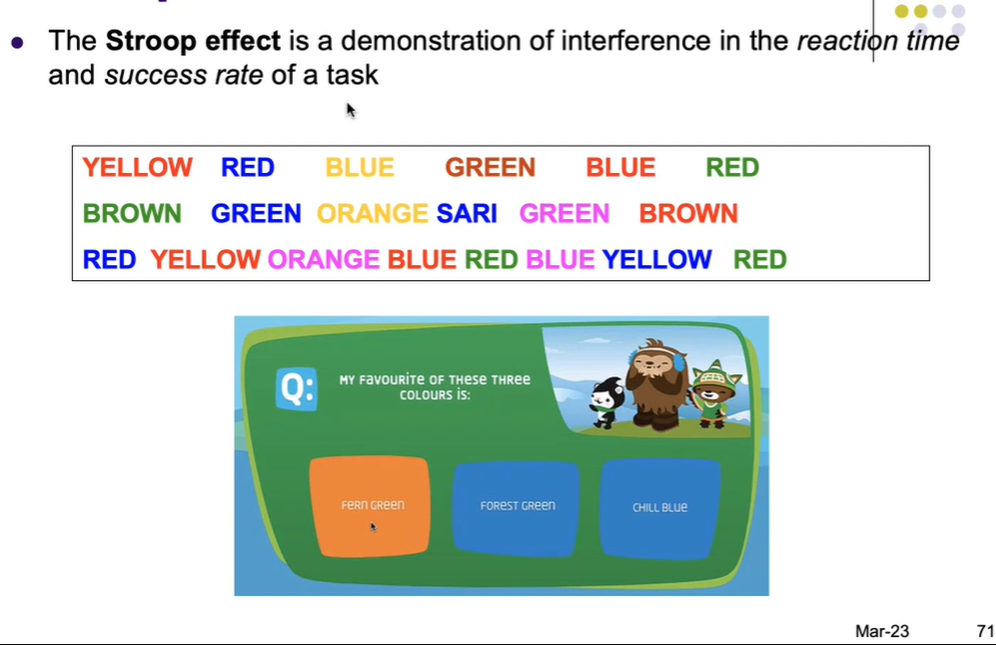 • The Stroop effect is a demonstration of interference in the reaction time
and success rate of a task
YELLOW RED BLUE GREEN BLUE RED
BROWN GREEN ORANGE SARI GREEN BROWN
RED YELLOW ORANGE BLUE RED BLUE YELLOW RED
Q: MY FAVOURITE OF THESE THREE
COLOURS IS:
FERN GREEN FOREST GREEN CHILL BLUE
Mar-23 71